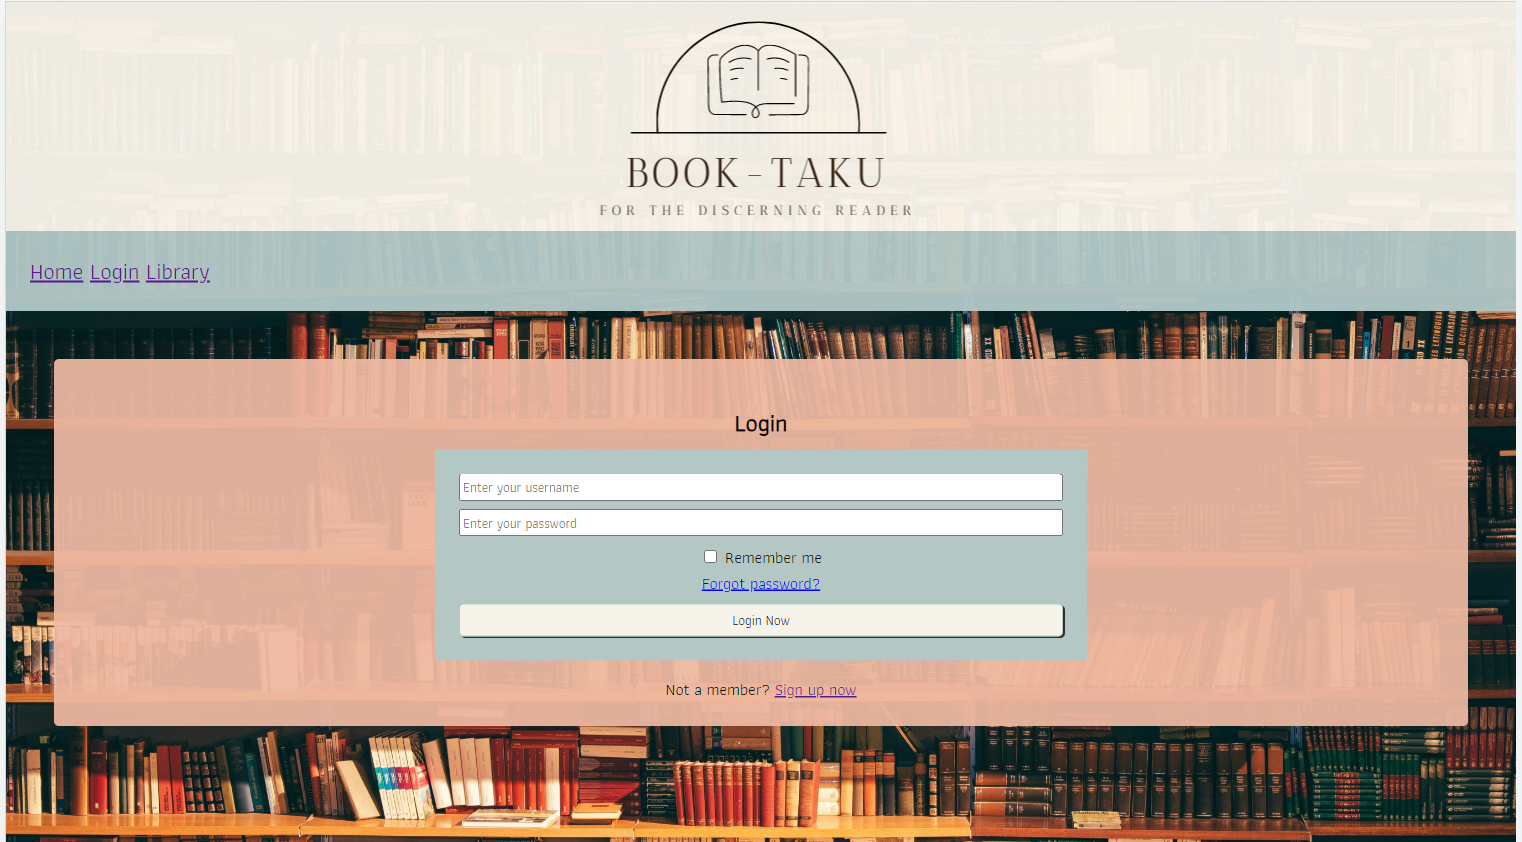 BOOK - TAKU
FOR THE DISCERNING READER
Home Login Library
Login
Enter your username
Enter your password
Remember me
Forgot password?
Login Now
Not a member? Sign up now